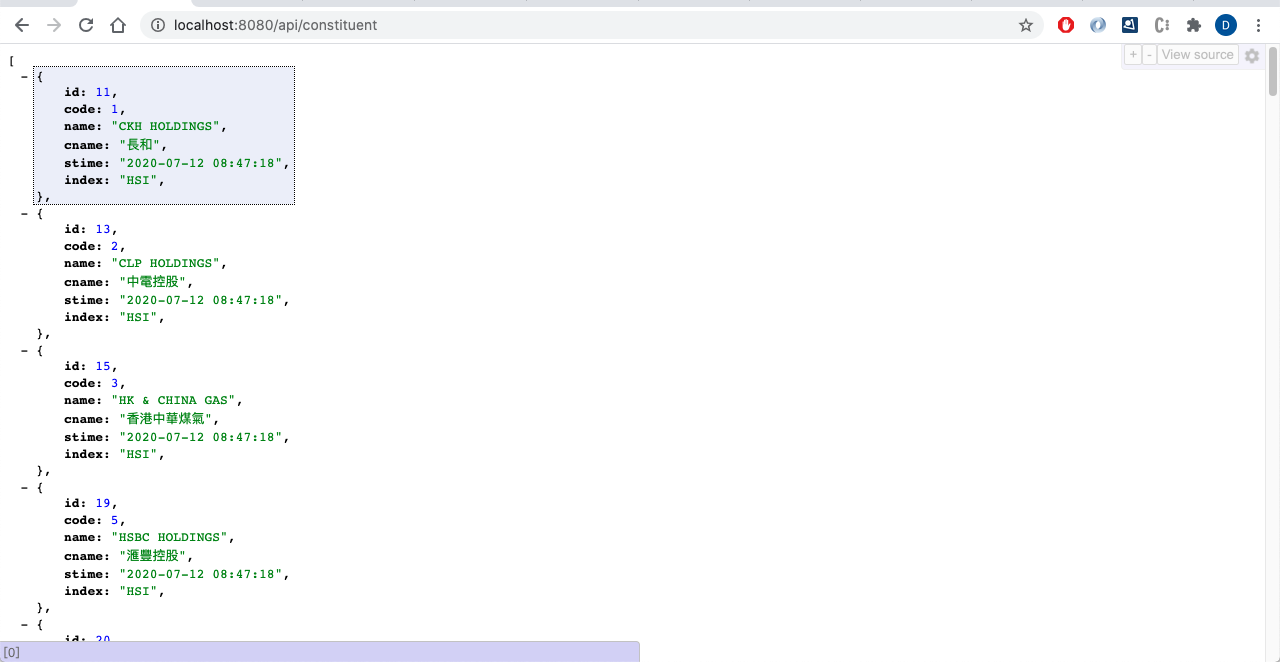 localhost:8080/api/constituent
D
+ - View source
[
– {
id: 11,
code: 1,
name: "CKH HOLDINGS",
cname: "長和",
stime: "2020-07-12 08:47:18",
index: "HSI",
},
– {
id: 13,
code: 2,
name: "CLP HOLDINGS",
cname: "中電控股",
stime: "2020-07-12 08:47:18",
index: "HSI",
},
– {
id: 15,
code: 3,
name: "HK & CHINA GAS",
cname: "香港中華煤氣",
stime: "2020-07-12 08:47:18",
index: "HSI",
},
– {
id: 19,
code: 5,
name: "HSBC HOLDINGS",
cname: "滙豐控股",
stime: "2020-07-12 08:47:18",
index: "HSI",
},
– {
id: 20
[0]